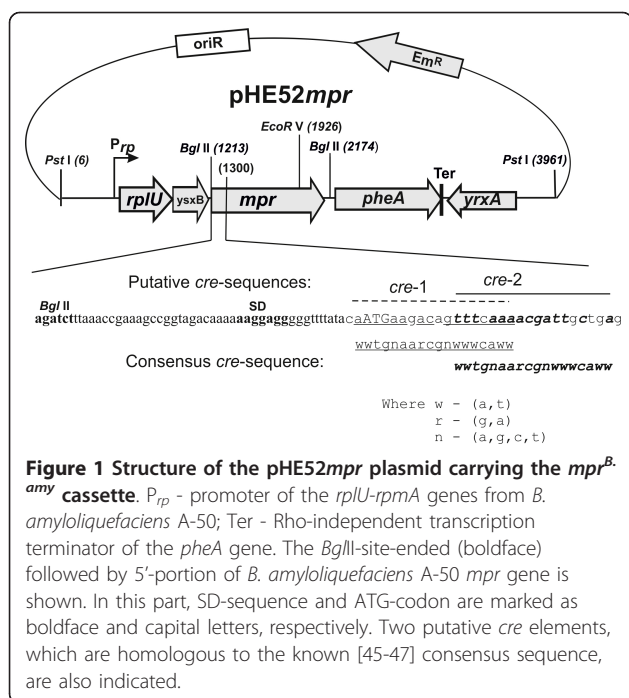 oriR
EmR
pHE52mpr
EcoR V (1926)
Pst I (6)
Prp
Bgl II (1213)
(1300)
Bgl II (2174)
Ter
Pst I (3961)
rplU
ysxB
mpr
pheA
yrxA
Putative cre-sequences:
cre-1
cre-2
Bgl II
SD
agatctttaaaccgaaagccggtagacaaaaaaggaggggttttatacaATGaagacagtttcaaaacgattgctgag
wwtgnaarcgnwwwcaww
Consensus cre-sequence:
wwtgnaarcgnwwwcaww
Where w - (a,t)
r - (g,a)
n - (a,g,c,t)
Figure 1 Structure of the pHE52mpr plasmid carrying the mprB.
amy cassette. Prp - promoter of the rplU-rpmA genes from B.
amyloliquefaciens A-50; Ter - Rho-independent transcription
terminator of the pheA gene. The BglII-site-ended (boldface)
followed by 5'-portion of B. amyloliquefaciens A-50 mpr gene is
shown. In this part, SD-sequence and ATG-codon are marked as
boldface and capital letters, respectively. Two putative cre elements,
which are homologous to the known [45-47] consensus sequence,
are also indicated.